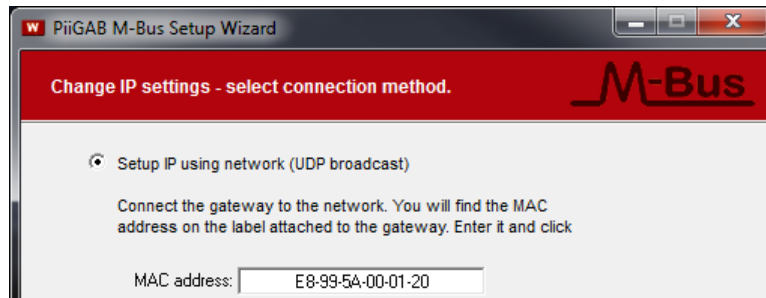 W PiiGAB M-Bus Setup Wizard
Change IP settings - select connection method.
M-Bus
Setup IP using network (UDP broadcast)
Connect the gateway to the network. You will find the MAC
address on the label attached to the gateway. Enter it and click
MAC address: E8-99-5A-00-01-20